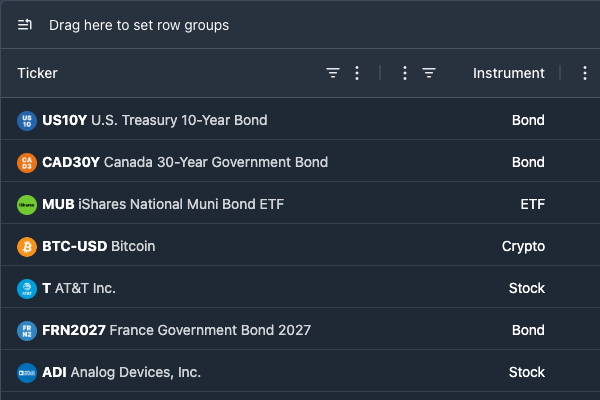 Drag here to set row groups
Ticker Instrument
US10Y U.S. Treasury 10-Year Bond Bond
CAD30Y Canada 30-Year Government Bond Bond
MUB iShares National Muni Bond ETF ETF
BTC-USD Bitcoin Crypto
T AT&T Inc. Stock
FRN2027 France Government Bond 2027 Bond
ADI Analog Devices, Inc. Stock